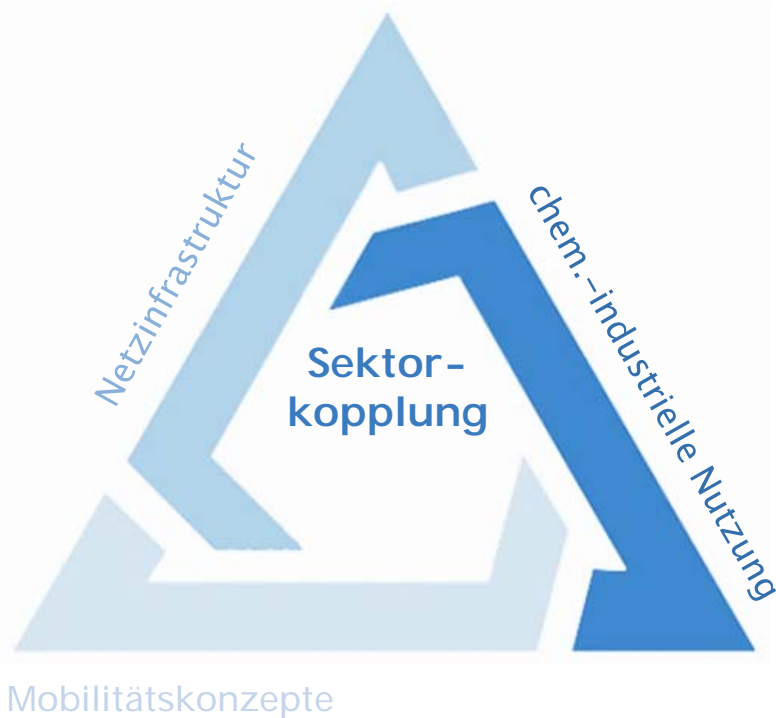 Netzinfrastruktur
chem.-industrielle Nutzung
Sektor-
kopplung
Mobilitätskonzepte